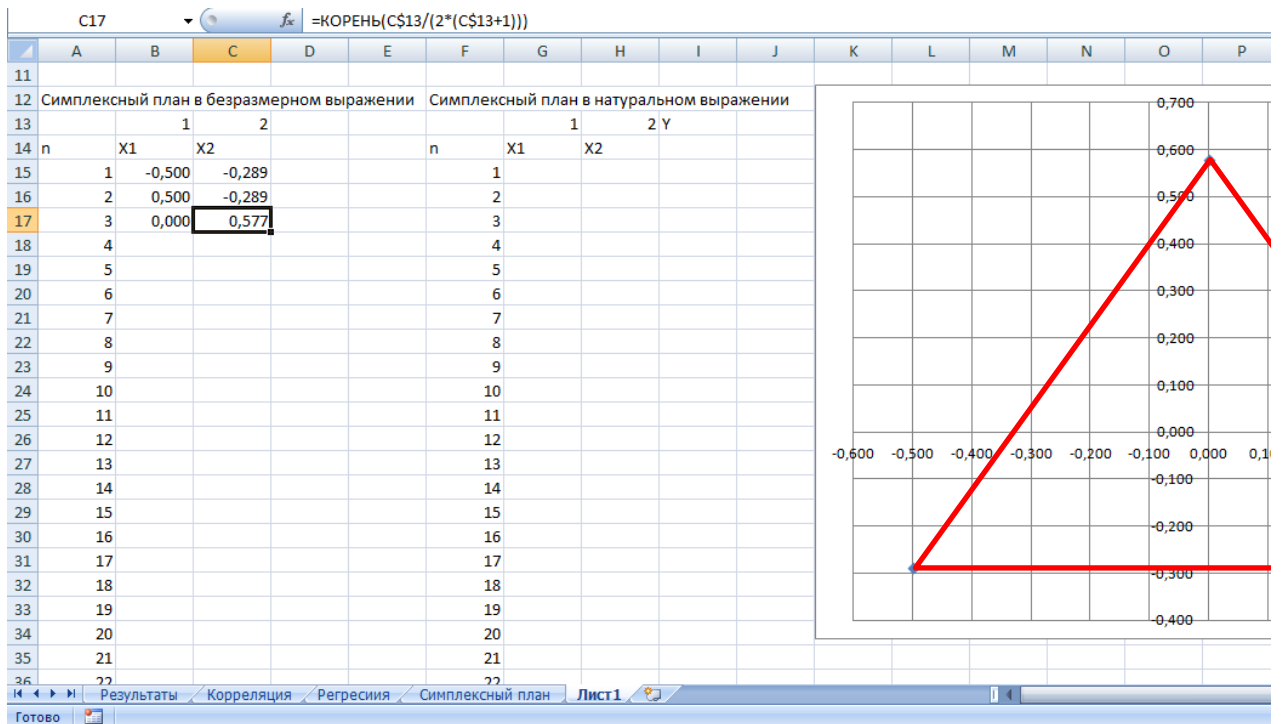 C17 fx =КОРЕНЬ(C$13/(2*(C$13+1)))
A B C D E F G H I J K L M N O P
11
12 Симплексный план в безразмерном выражении Симплексный план в натуральном выражении
13 1 2 1 2 Y
14 n X1 X2 n X1 X2
15 1 -0,500 -0,289 1
16 2 0,500 -0,289 2
17 3 0,000 0,577 3
18 4 4
19 5 5
20 6 6
21 7 7
22 8 8
23 9 9
24 10 10
25 11 11
26 12 12
27 13 13
28 14 14
29 15 15
30 16 16
31 17 17
32 18 18
33 19 19
34 20 20
35 21 21
36 22 22
0,700
0,600
0,500
0,400
0,300
0,200
0,100
0,000
-0,600 -0,500 -0,400 -0,300 -0,200 -0,100 0,000
-0,100
-0,200
-0,300
-0,400
Результаты Корреляция Регресиия Симплексный план Лист1
Готово